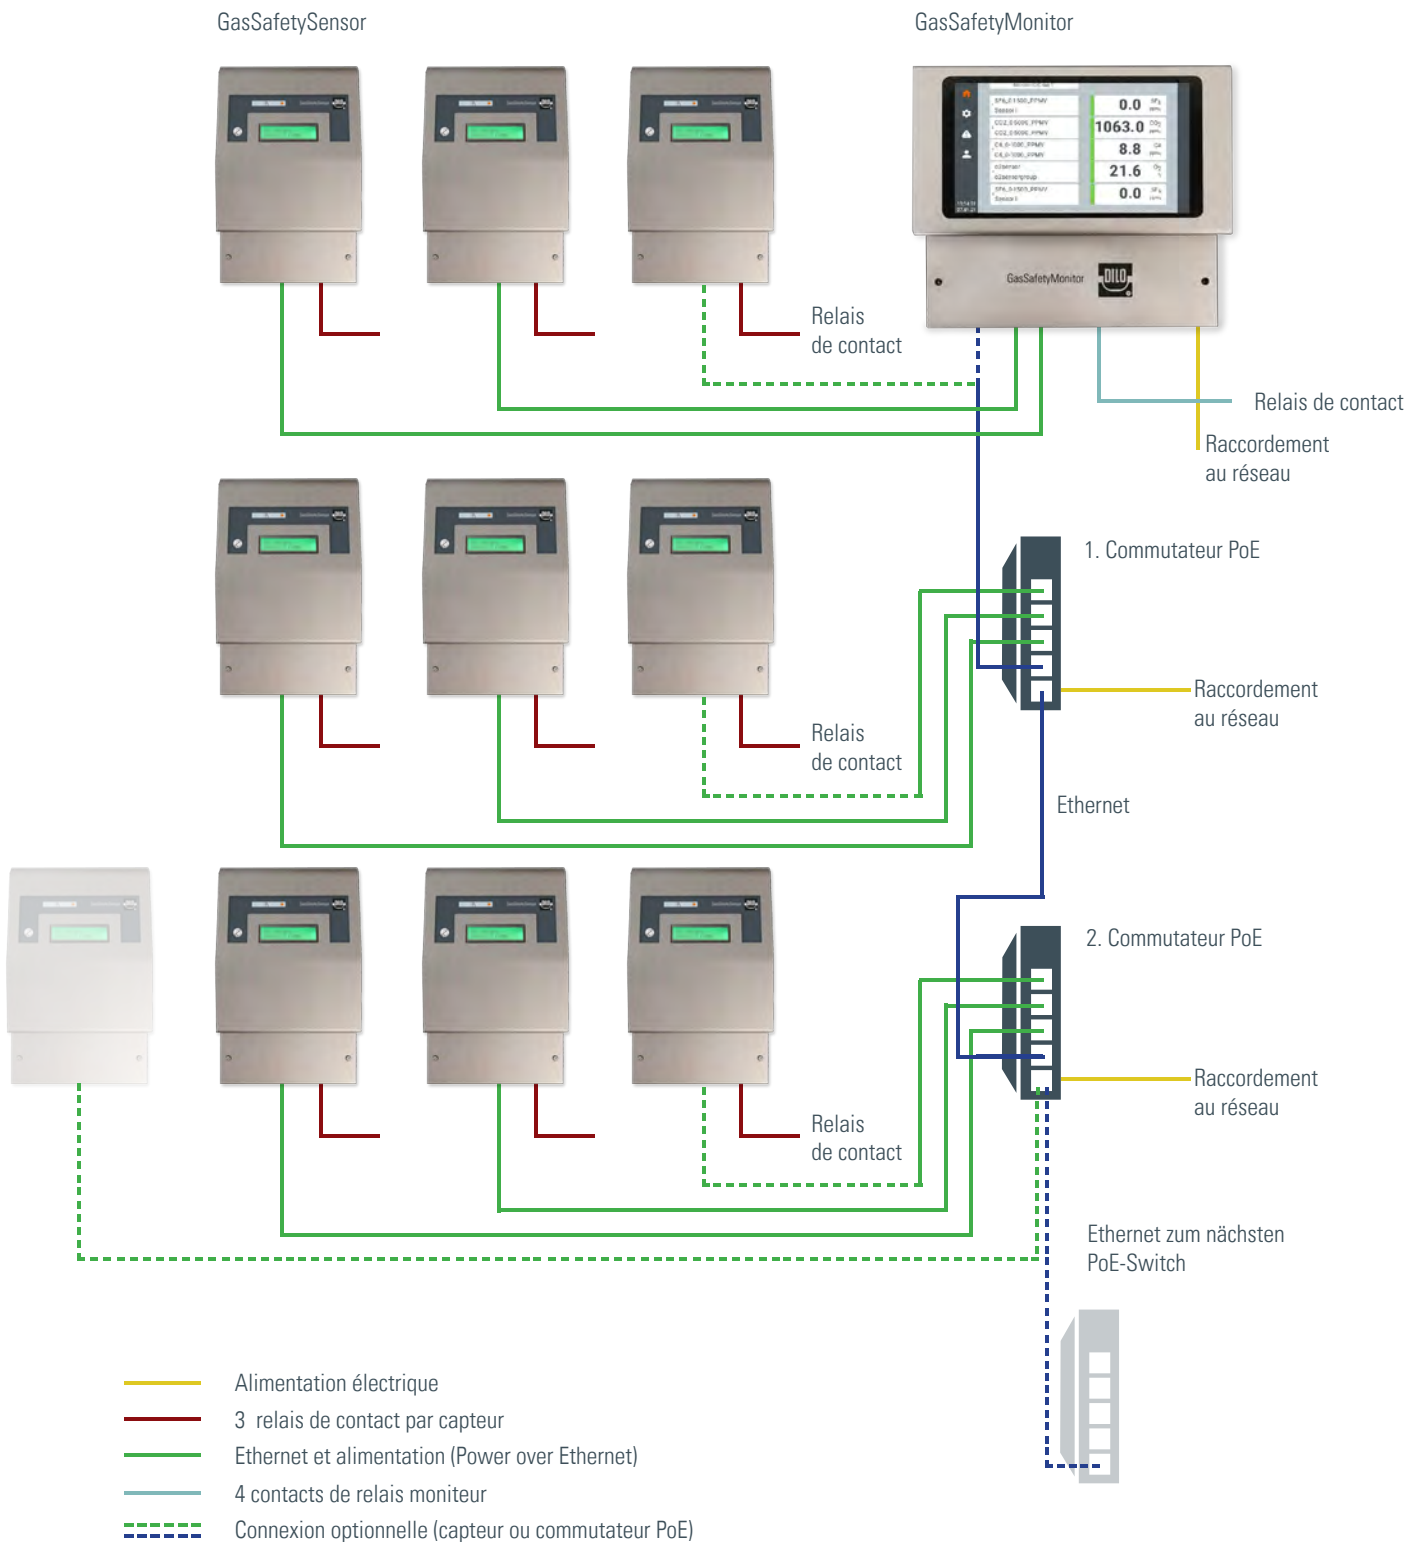 GasSafetySensor
GasSafetyMonitor
0.0
1063.0
8.8
21.6
0.0
GasSafetyMonitor
DILO
Relais
de contact
Relais de contact
Raccordement
au réseau
1. Commutateur PoE
Raccordement
au réseau
Relais
de contact
Ethernet
2. Commutateur PoE
Raccordement
au réseau
Relais
de contact
Ethernet zum nächsten
PoE-Switch
Alimentation électrique
3 relais de contact par capteur
Ethernet et alimentation (Power over Ethernet)
4 contacts de relais moniteur
Connexion optionnelle (capteur ou commutateur PoE)